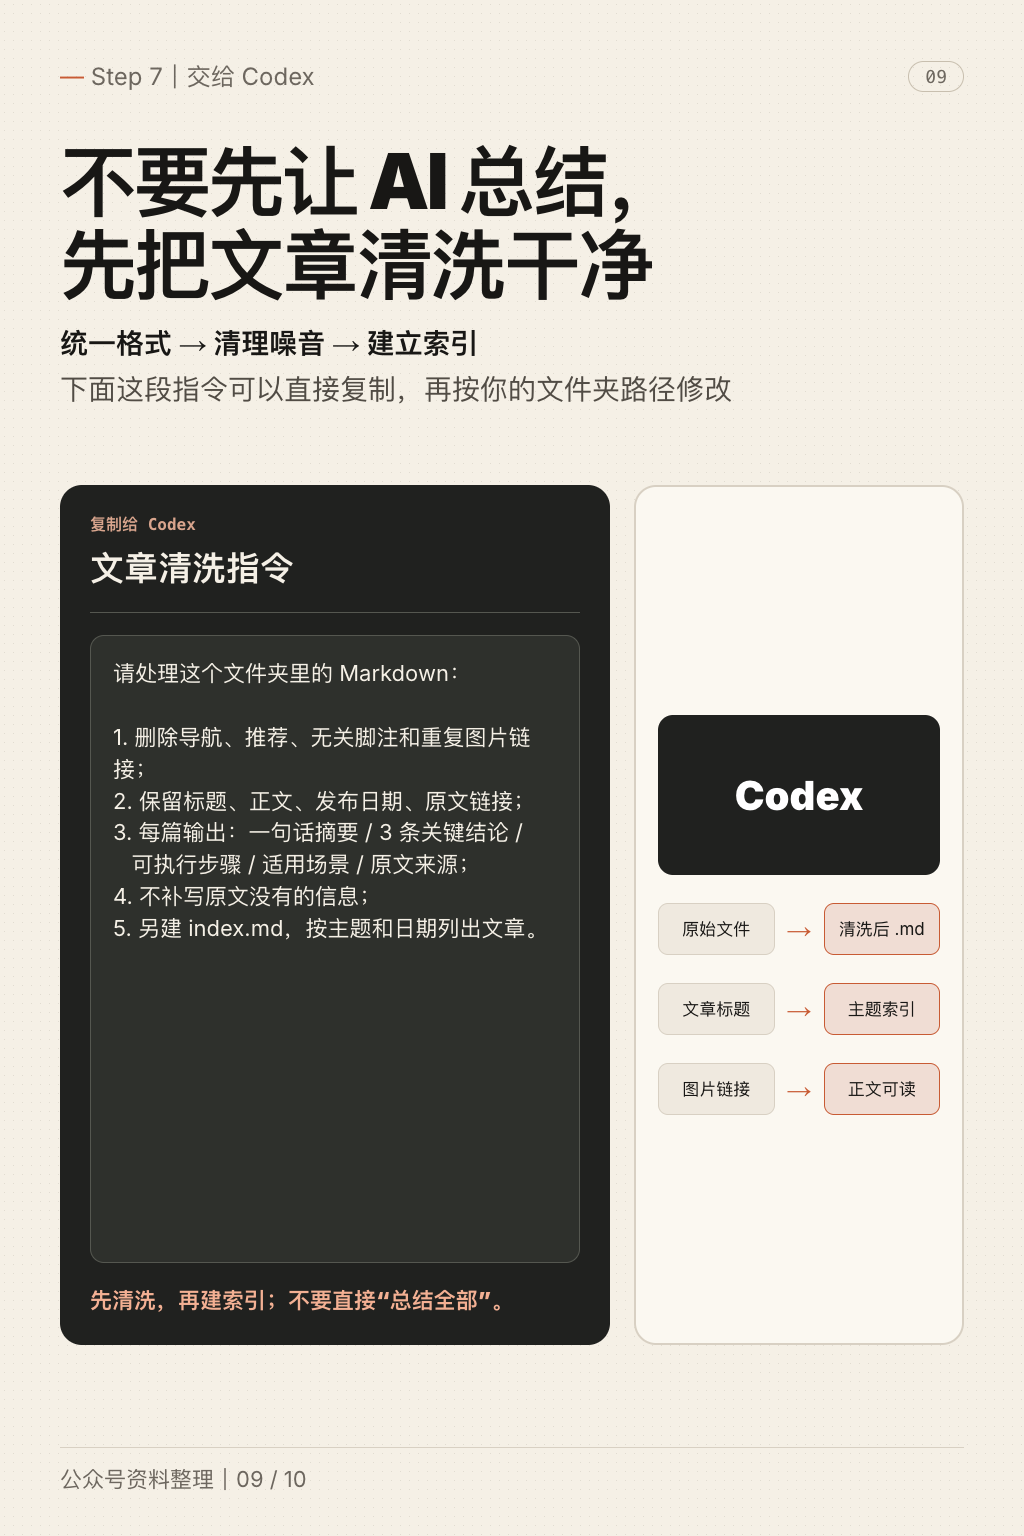 — Step 7｜交给 Codex
09
不要先让 AI 总结，
先把文章清洗干净
统一格式 → 清理噪音 → 建立索引
下面这段指令可以直接复制，再按你的文件夹路径修改
复制给 Codex
文章清洗指令
请处理这个文件夹里的 Markdown：
1. 删除导航、推荐、无关脚注和重复图片链
接；
2. 保留标题、正文、发布日期、原文链接；
3. 每篇输出：一句话摘要 / 3 条关键结论 /
可执行步骤 / 适用场景 / 原文来源；
4. 不补写原文没有的信息；
5. 另建 index.md，按主题和日期列出文章。
先清洗，再建索引；不要直接“总结全部”。
Codex
原始文件 → 清洗后 .md
文章标题 → 主题索引
图片链接 → 正文可读
公众号资料整理｜09 / 10